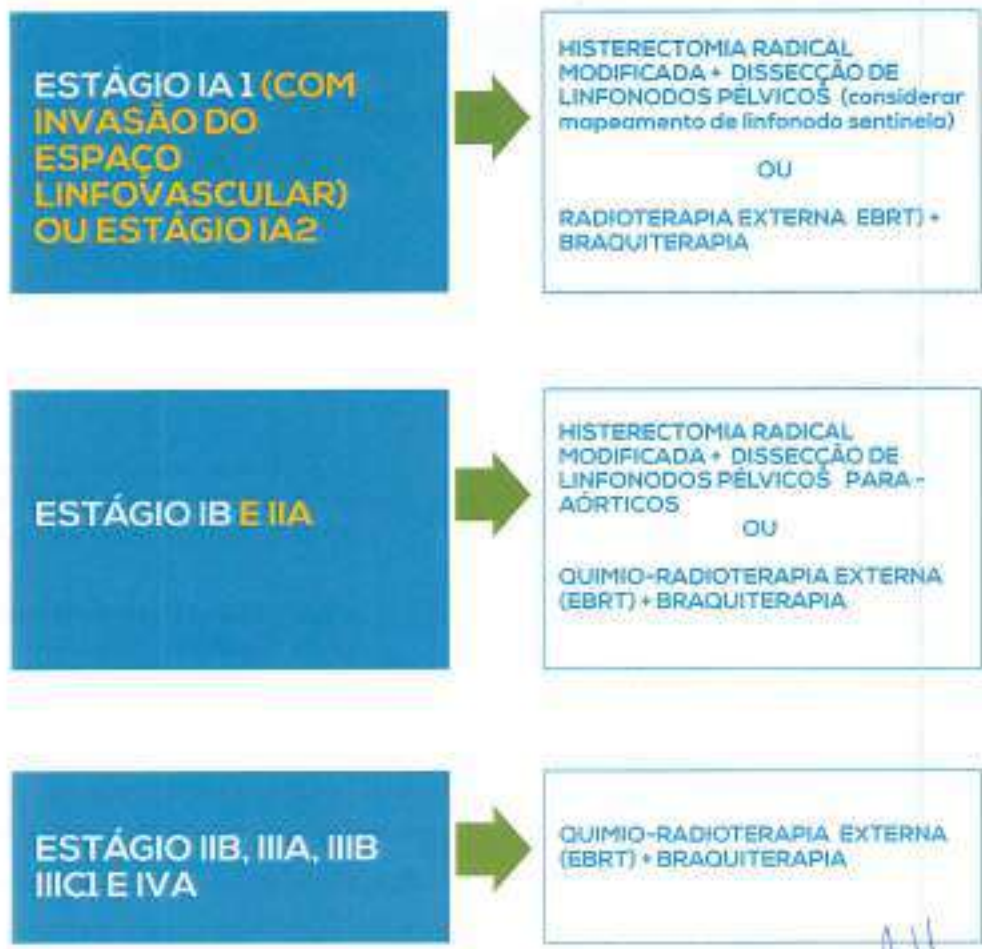 ESTÁGIO IA 1 (COM
INVASÃO DO
ESPAÇO
LINFOVASCULAR)
OU ESTÁGIO IA2
HISTERECTOMIA RADICAL
MODIFICADA + DISSECÇÃO DE
LINFONODOS PÉLVICOS (considerar
mapeamento de linfonodo sentinela)
OU
RADIOTERAPIA EXTERNA EBRT) +
BRAQUITERAPIA
ESTÁGIO IB E IIA
HISTERECTOMIA RADICAL
MODIFICADA + DISSECÇÃO DE
LINFONODOS PÉLVICOS PARA -
AÓRTICOS
OU
QUIMIO-RADIOTERAPIA EXTERNA
(EBRT) + BRAQUITERAPIA
ESTÁGIO IIB, IIIA, IIIB
IIIC1 E IVA
QUIMIO-RADIOTERAPIA EXTERNA
(EBRT) + BRAQUITERAPIA